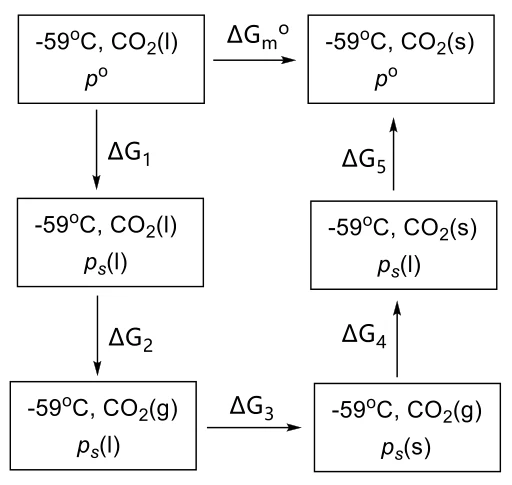 -59°C, CO₂(l)
p°
ΔGₘ°
-59°C, CO₂(s)
p°
ΔG₁
ΔG₅
-59°C, CO₂(l)
pₛ(l)
-59°C, CO₂(s)
pₛ(l)
ΔG₂
ΔG₄
-59°C, CO₂(g)
pₛ(l)
ΔG₃
-59°C, CO₂(g)
pₛ(s)